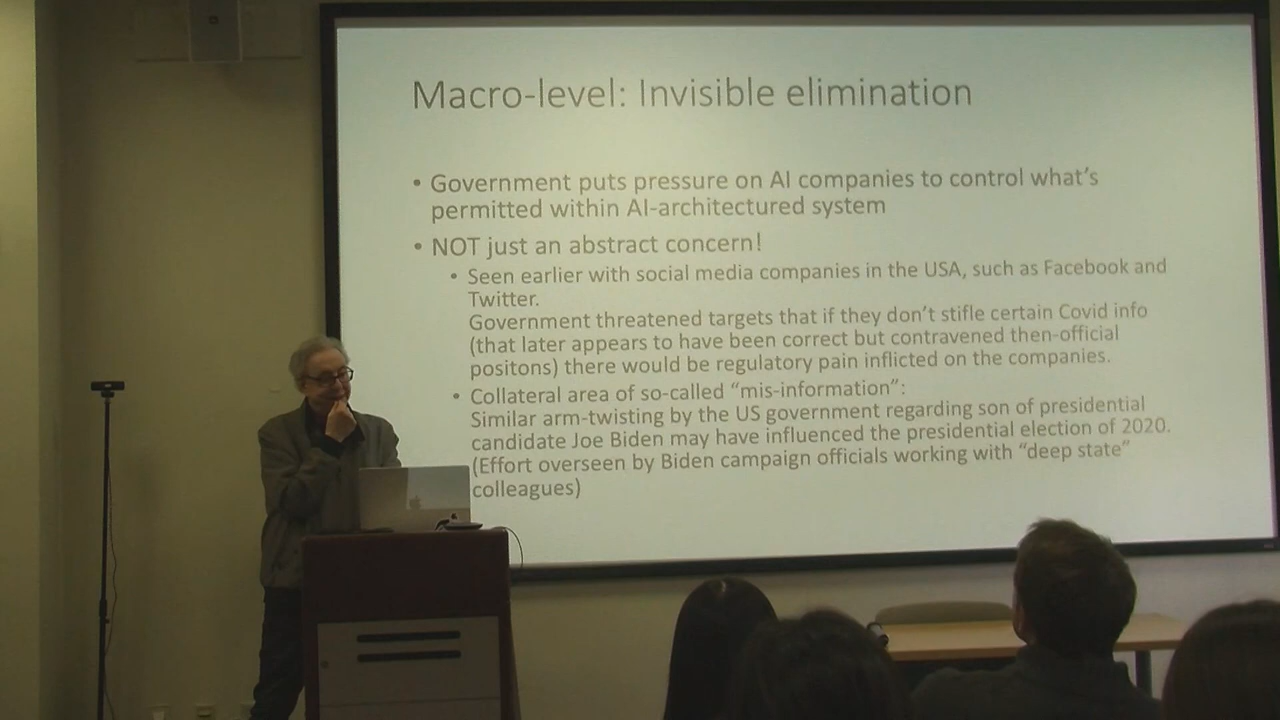 Macro-level: Invisible elimination
• Government puts pressure on AI companies to control what's
permitted within AI-architectured system
• NOT just an abstract concern!
• Seen earlier with social media companies in the USA, such as Facebook and
Twitter.
Government threatened targets that if they don't stifle certain Covid info
(that later appears to have been correct but contravened then-official
positons) there would be regulatory pain inflicted on the companies.
• Collateral area of so-called "mis-information":
Similar arm-twisting by the US government regarding son of presidential
candidate Joe Biden may have influenced the presidential election of 2020.
(Effort overseen by Biden campaign officials working with "deep state"
colleagues)